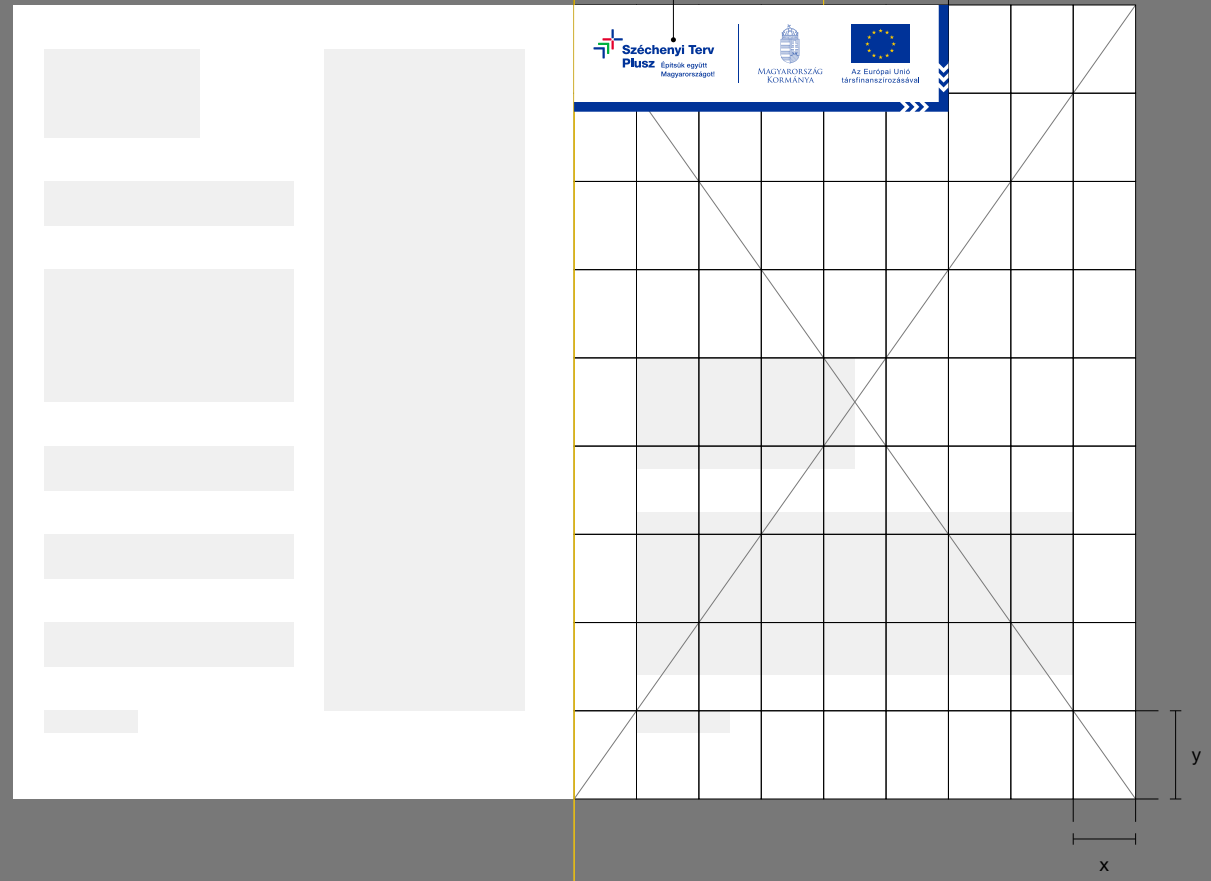 Széchenyi Terv
Plusz Építsük együtt
Magyarországot!
MAGYARORSZÁG
KORMÁNYA
Az Európai Unió
társfinanszírozásával
y
x